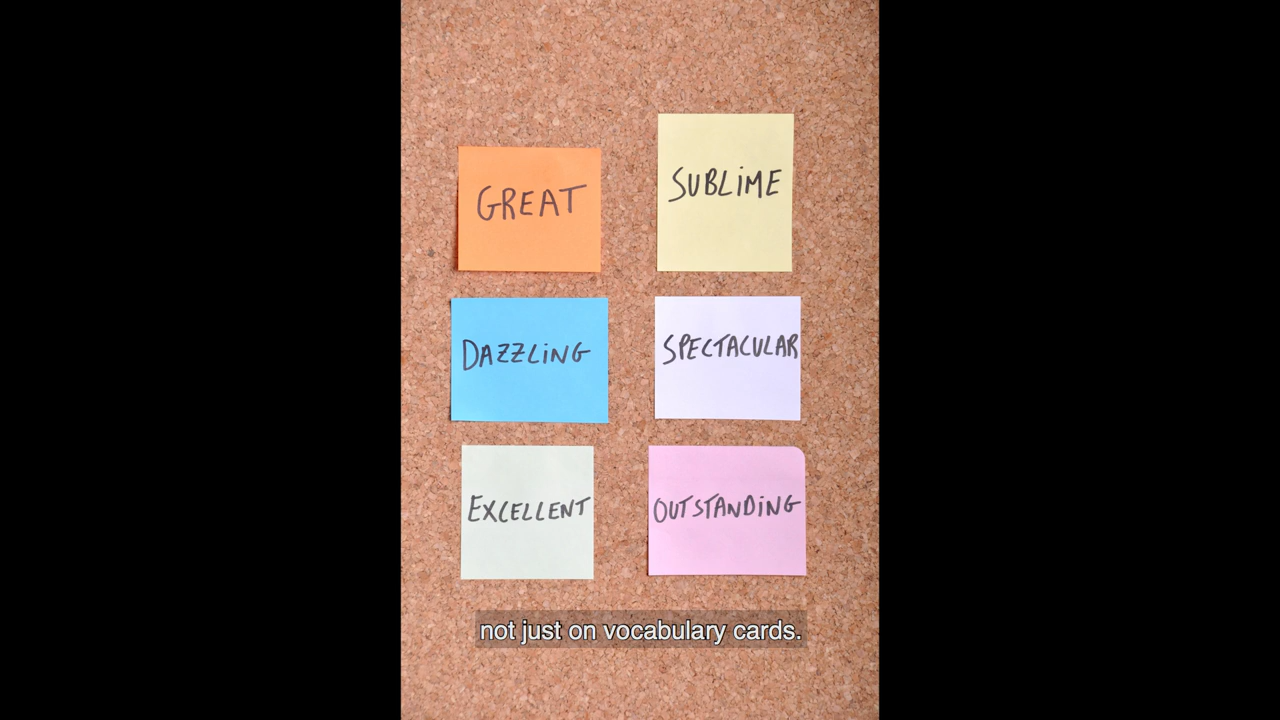 GREAT
SUBLiME
DAZZLiNG
SPECTACULAR
EXCELLENT
OUTSTANDiNG
not just on vocabulary cards.